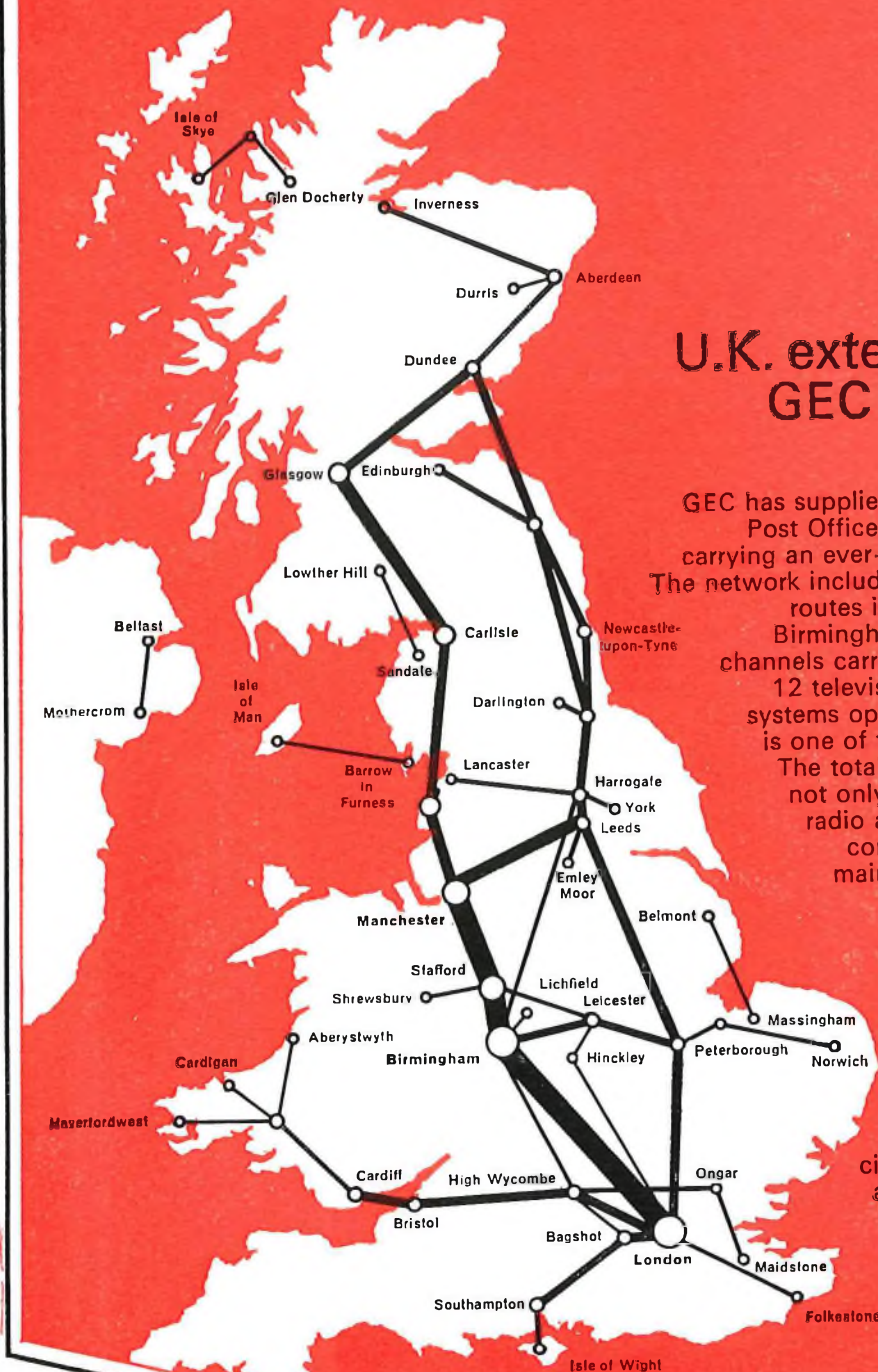 Isle of
Skye
Glen Docherty
Inverness
Durris
Aberdeen
Dundee
Glasgow
Edinburgh
Lowther Hill
Belfast
Carlisle
Newcastle-
upon-Tyne
Sandale
Mothercrom
Isle
of
Man
Darlington
Barrow
in
Furness
Lancaster
Harrogate
York
Leeds
Emley
Moor
Manchester
Belmont
Stafford
Shrewsbury
Lichfield
Leicester
Massingham
Aberystwyth
Birmingham
Hinckley
Peterborough
Norwich
Cardigan
Haverfordwest
Cardiff
High Wycombe
Ongar
Bristol
Bagshot
London
Maidstone
Southampton
Folkestone
Isle of Wight
U.K. exte
GEC
GEC has supplie
Post Office
carrying an ever-
The network includ
routes i
Birmingh
channels carr
12 televis
systems op
is one of
The tota
not only
radio a
co
main
ci
a